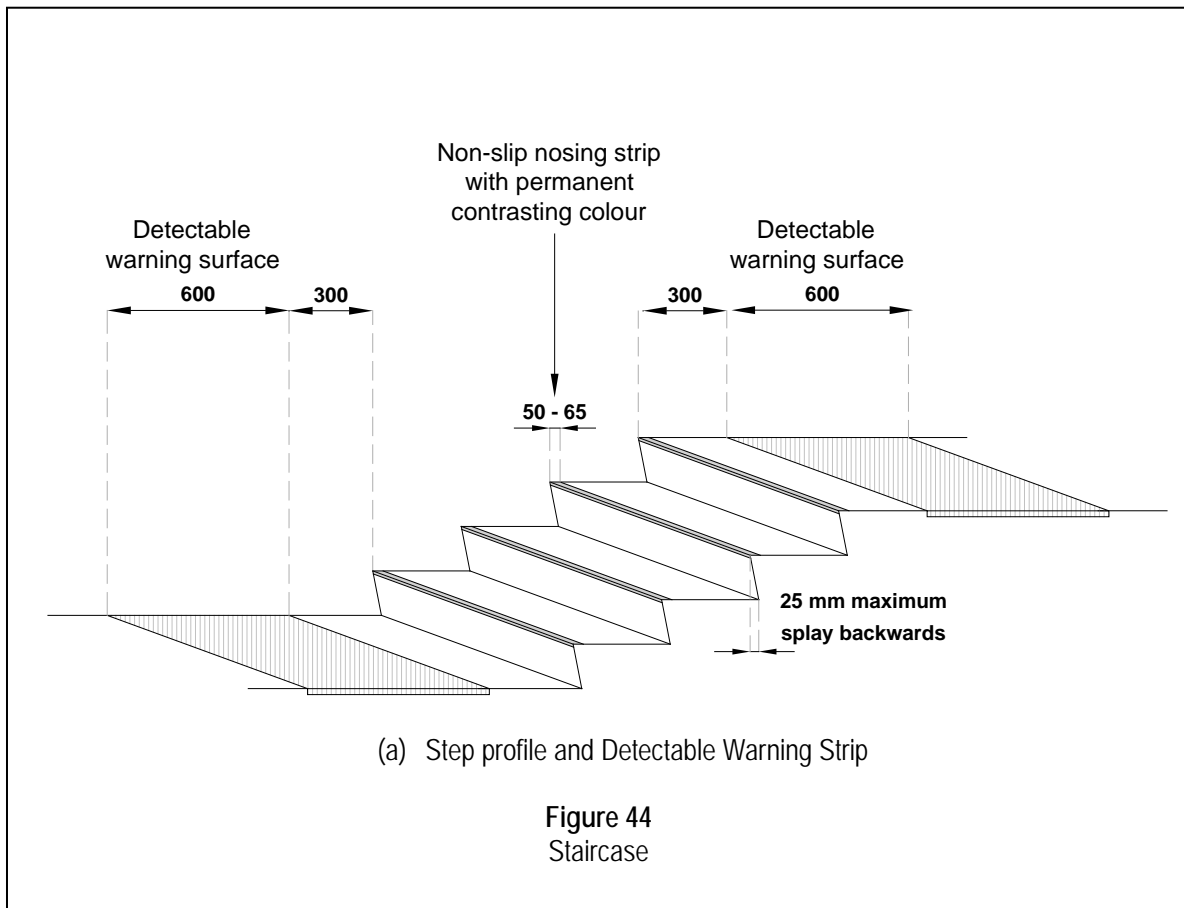 Non-slip nosing strip
with permanent
contrasting colour
Detectable
warning surface
600
300
Detectable
warning surface
300
600
50 - 65
25 mm maximum
splay backwards
(a) Step profile and Detectable Warning Strip
Figure 44
Staircase